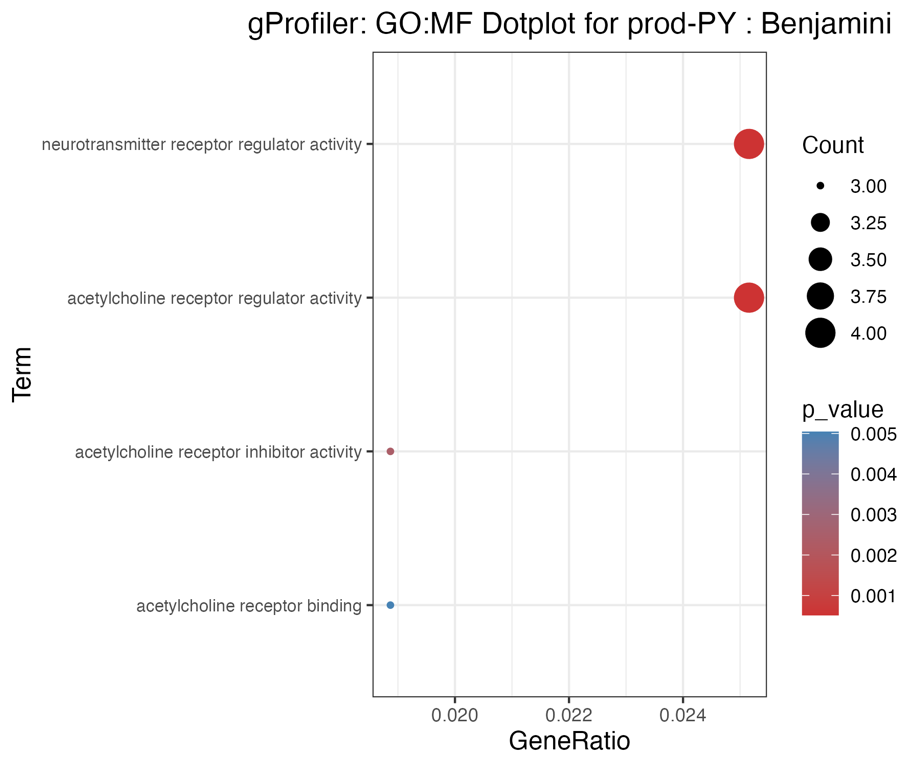 gProfiler: GO:MF Dotplot for prod-PY : Benjamini
neurotransmitter receptor regulator activity
acetylcholine receptor regulator activity
acetylcholine receptor inhibitor activity
acetylcholine receptor binding
Term
0.020
0.022
0.024
GeneRatio
Count
3.00
3.25
3.50
3.75
4.00
p_value
0.005
0.004
0.003
0.002
0.001